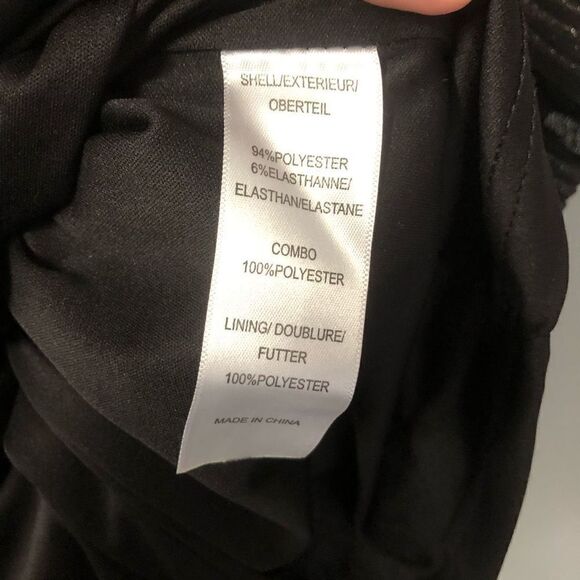 SHELL/EXTERIEUR/
OBERTEIL
94%POLYESTER
6%ELASTHANNE/
ELASTHAN/ELASTANE
COMBO
100%POLYESTER
LINING/ DOUBLURE/
FUTTER
100%POLYESTER
MADE IN CHINA